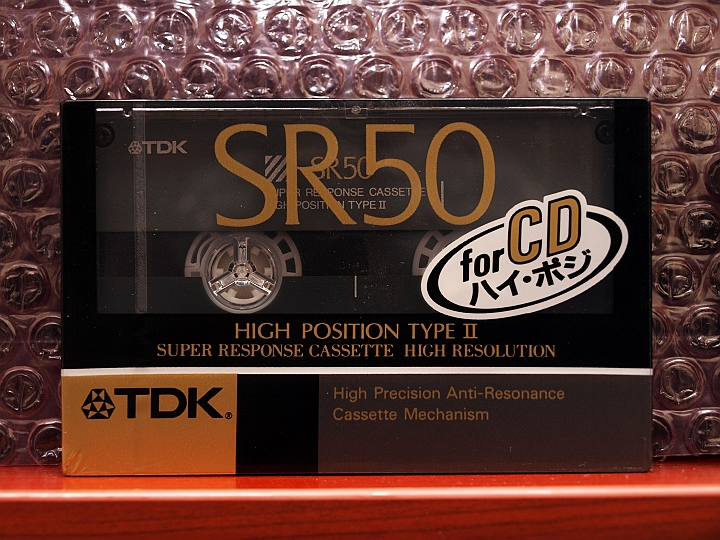 SR50
TDK
SR50
SUPER RESPONSE CASSETTE
HIGH POSITION TYPE II
for CD
ハイ・ポジ
HIGH POSITION TYPE II
SUPER RESPONSE CASSETTE HIGH RESOLUTION
TDK®
High Precision Anti-Resonance
Cassette Mechanism